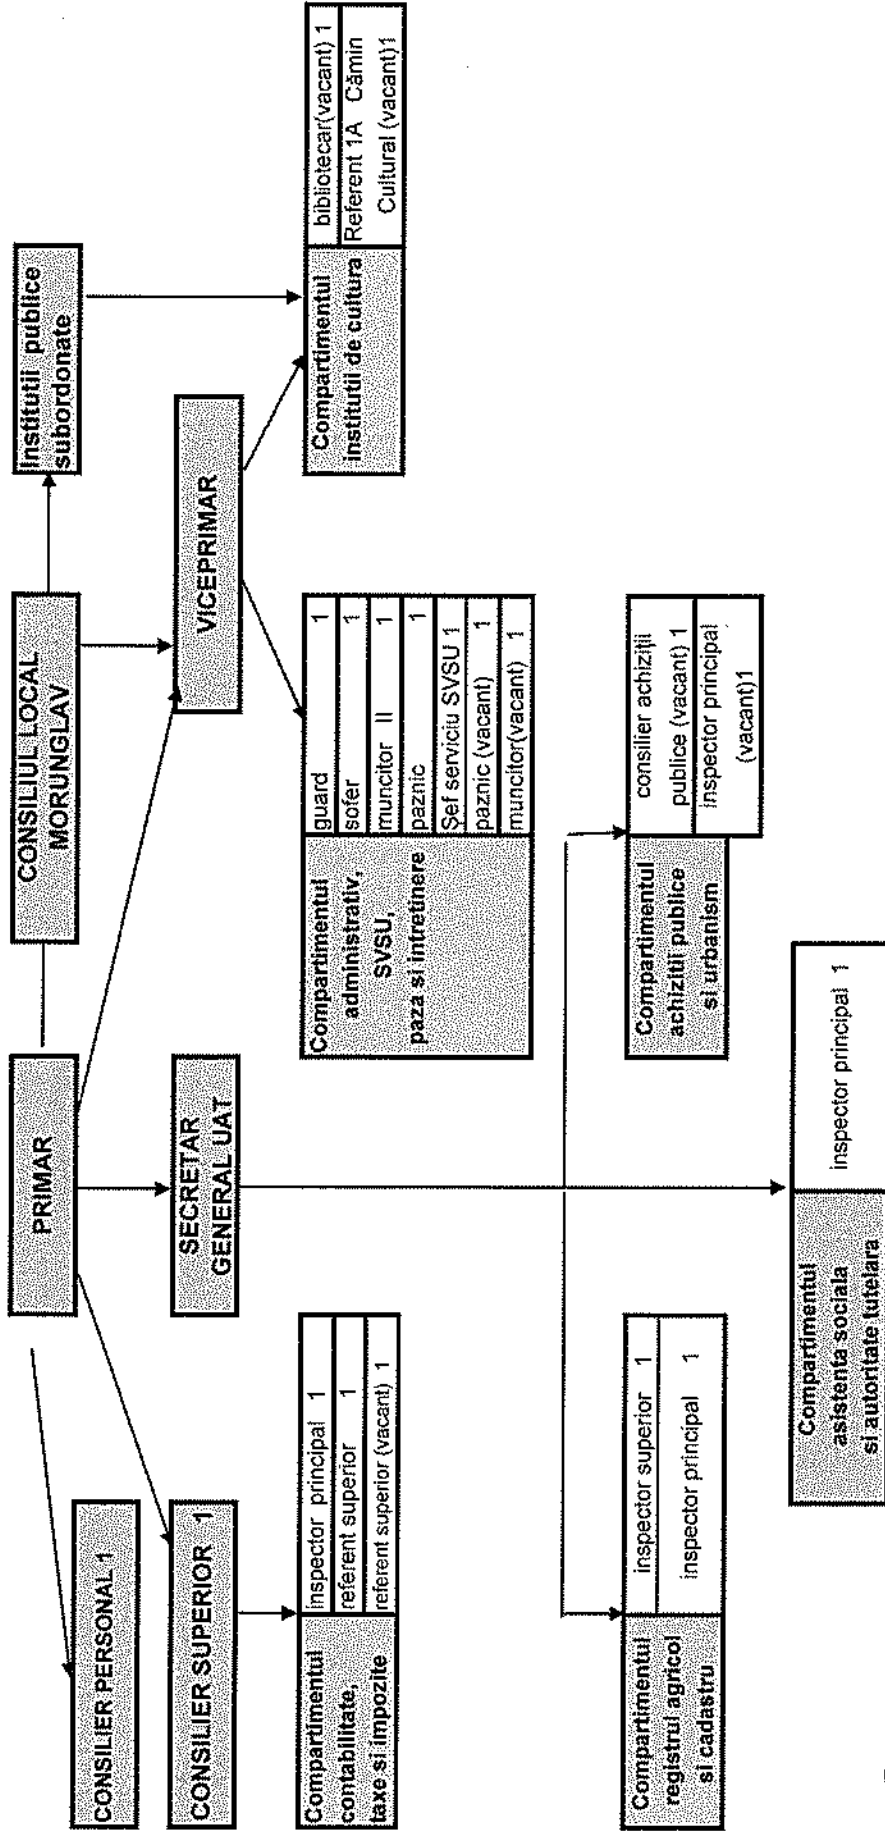 CONSILIUL LOCAL
MORUNGLAV
PRIMAR
Institutii publice
subordonate
CONSILIER PERSONAL 1
CONSILIER SUPERIOR 1
SECRETAR
GENERAL UAT
VICEPRIMAR
Compartimentul
contabilitate,
taxe si impozite
inspector principal 1
referent superior 1
referent superior (vacant) 1
Compartimentul
administrativ,
SVSU,
paza si intretinere
guard 1
sofer 1
muncitor II 1
paznic 1
Șef serviciu SVSU 1
paznic (vacant) 1
muncitor(vacant) 1
Compartimentul
institutii de cultura
bibliotecar(vacant) 1
Referent 1A Cămin
Cultural (vacant)1
Compartimentul
registrul agricol
si cadastru
inspector superior 1
inspector principal 1
Compartimentul
achizitii publice
si urbanism
consilier achiziții
publice (vacant) 1
inspector principal
(vacant)1
Compartimentul
asistenta sociala
si autoritate tutelara
inspector principal 1